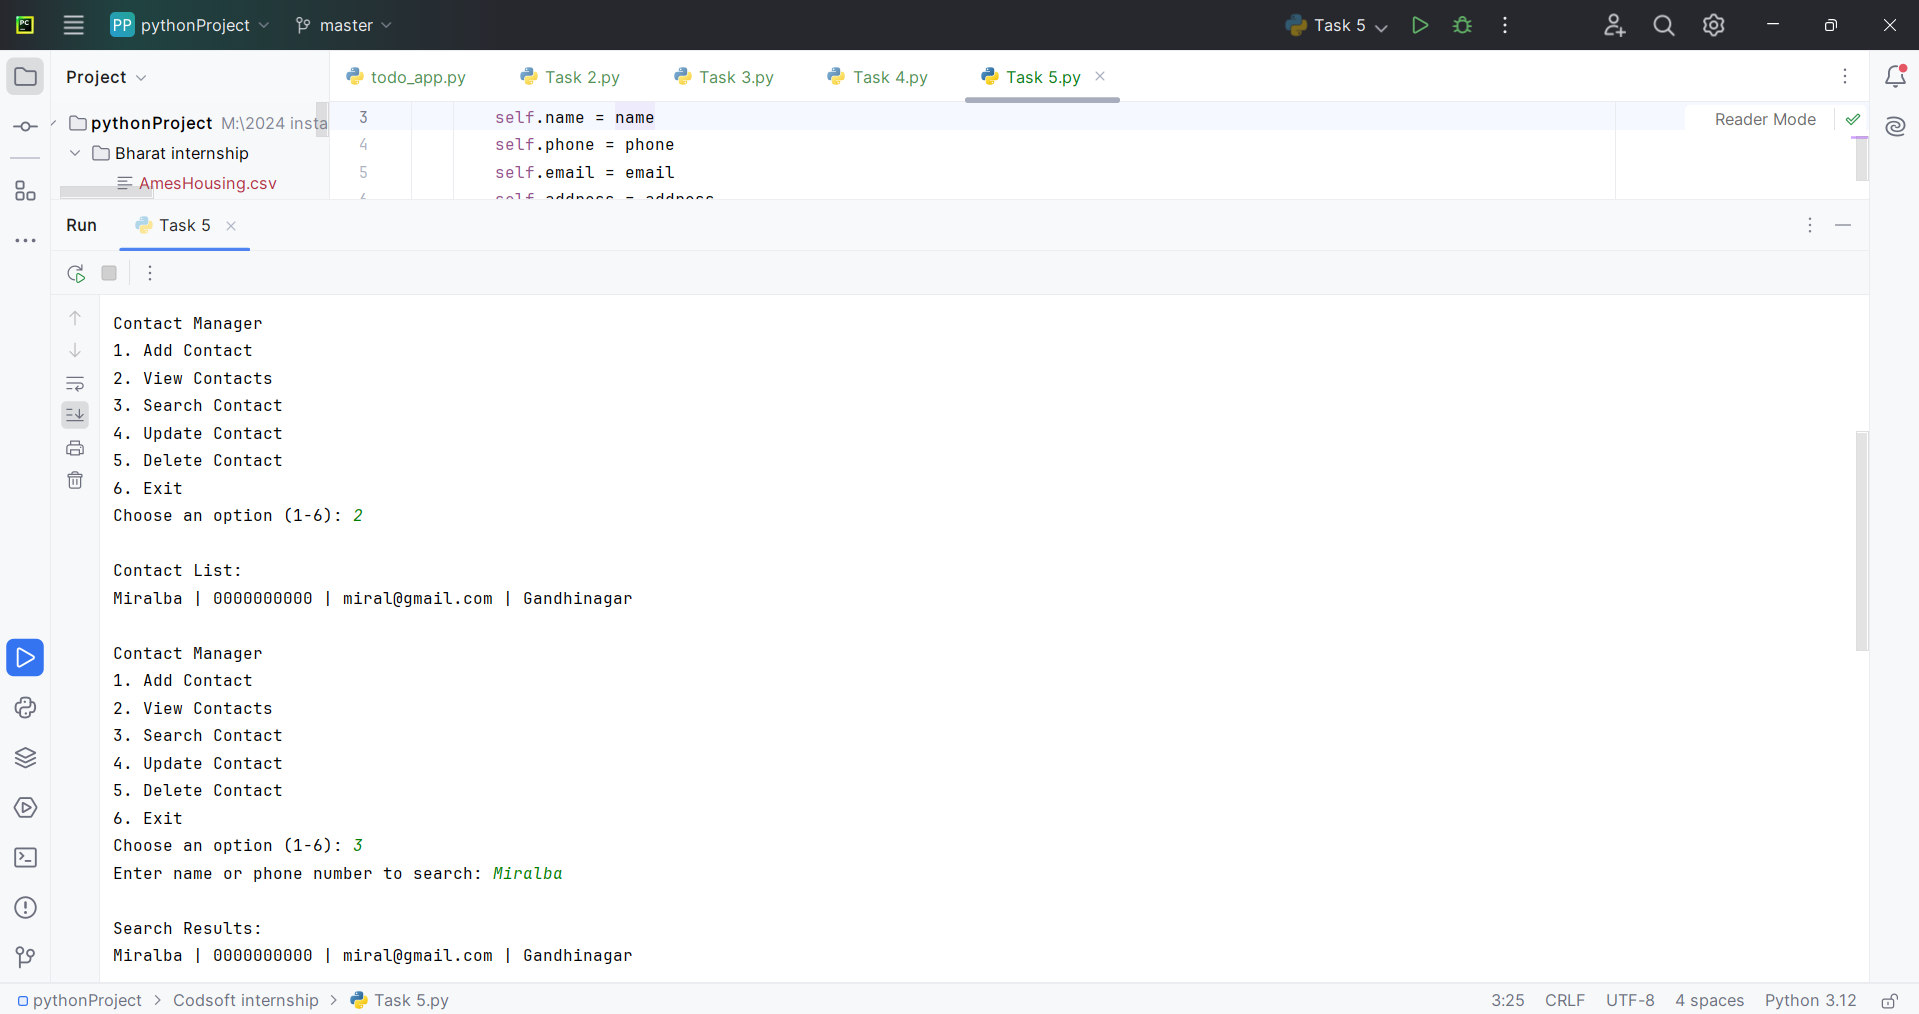 PC PP pythonProject master Task 5
Project todo_app.py Task 2.py Task 3.py Task 4.py Task 5.py
pythonProject M:\2024 insta
Bharat internship
AmesHousing.csv
3 self.name = name Reader Mode
4 self.phone = phone
5 self.email = email
6 self.address = address
Run Task 5
Contact Manager
1. Add Contact
2. View Contacts
3. Search Contact
4. Update Contact
5. Delete Contact
6. Exit
Choose an option (1-6): 2
Contact List:
Miralba | 0000000000 | miral@gmail.com | Gandhinagar
Contact Manager
1. Add Contact
2. View Contacts
3. Search Contact
4. Update Contact
5. Delete Contact
6. Exit
Choose an option (1-6): 3
Enter name or phone number to search: Miralba
Search Results:
Miralba | 0000000000 | miral@gmail.com | Gandhinagar
pythonProject > Codsoft internship > Task 5.py 3:25 CRLF UTF-8 4 spaces Python 3.12